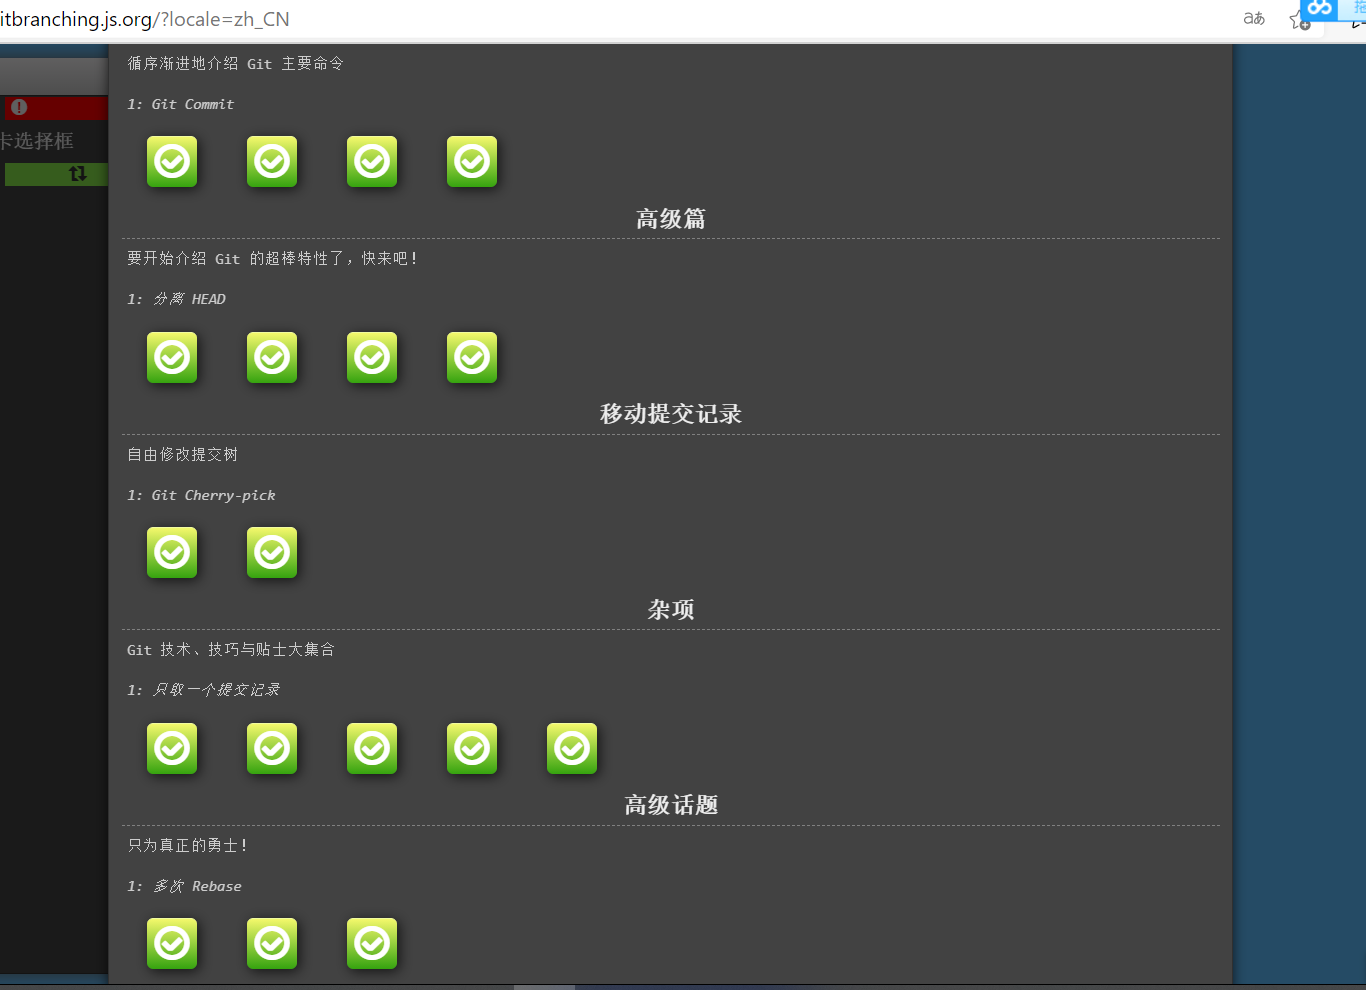 itbranching.js.org/?locale=zh_CN
aあ
循序渐进地介绍 Git 主要命令
1: Git Commit
卡选择框
高级篇
要开始介绍 Git 的超棒特性了，快来吧！
1: 分离 HEAD
移动提交记录
自由修改提交树
1: Git Cherry-pick
杂项
Git 技术、技巧与贴士大集合
1: 只取一个提交记录
高级话题
只为真正的勇士！
1: 多次 Rebase